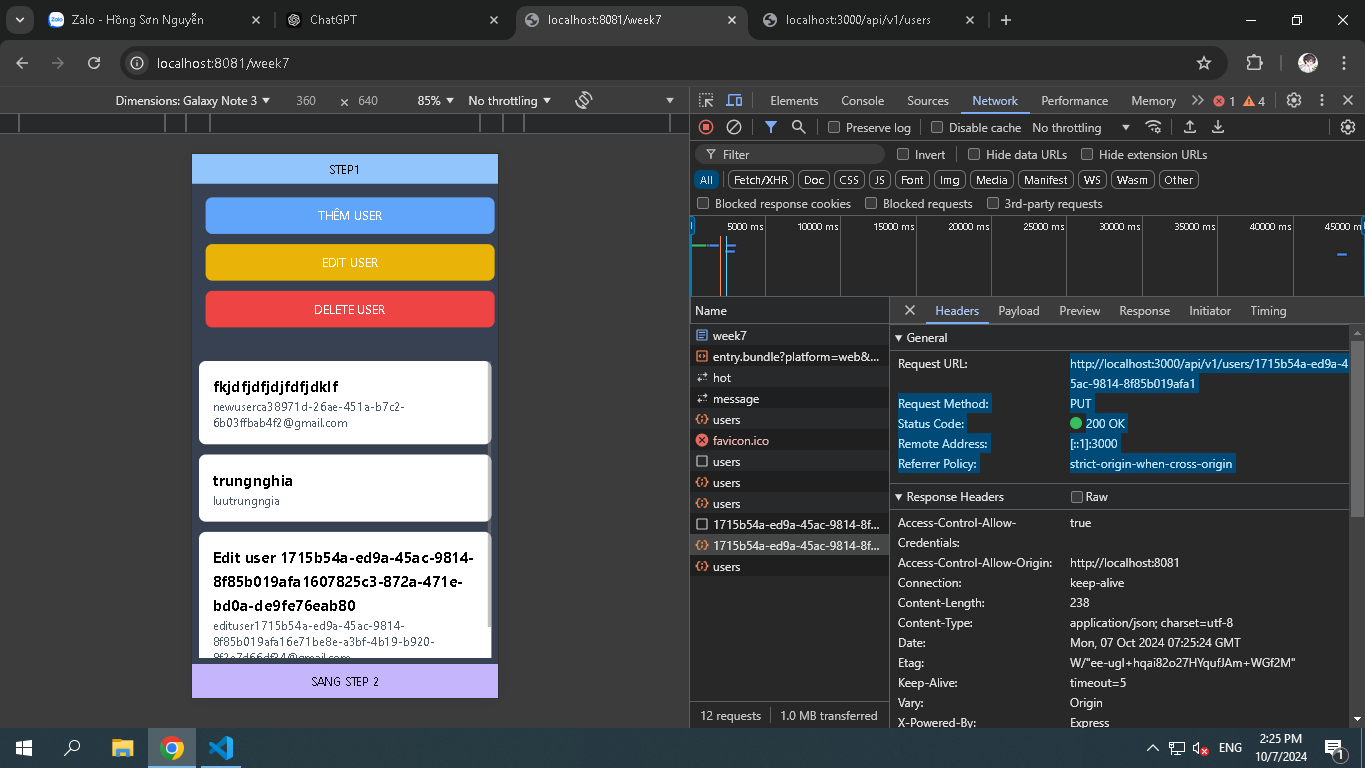 Zalo - Hồng Sơn Nguyễn
ChatGPT
localhost:8081/week7
localhost:3000/api/v1/users
localhost:8081/week7
Dimensions: Galaxy Note 3
360
×
640
85%
No throttling
Elements
Console
Sources
Network
Performance
Memory
1
4
Preserve log
Disable cache
No throttling
Filter
Invert
Hide data URLs
Hide extension URLs
All
Fetch/XHR
Doc
CSS
JS
Font
Img
Media
Manifest
WS
Wasm
Other
Blocked response cookies
Blocked requests
3rd-party requests
5000 ms
10000 ms
15000 ms
20000 ms
25000 ms
30000 ms
35000 ms
40000 ms
45000 m
STEP1
THÊM USER
EDIT USER
DELETE USER
fkjdfjdfjdjfdfjdklf
newuserca38971d-26ae-451a-b7c2-
6b03ffbab4f2@gmail.com
trungnghia
luutrungngia
Edit user 1715b54a-ed9a-45ac-9814-
8f85b019afa1607825c3-872a-471e-
bd0a-de9fe76eab80
edituser1715b54a-ed9a-45ac-9814-
8f85b019afa16e71be8e-a3bf-4b19-b920-
SANG STEP 2
Name
week7
entry.bundle?platform=web&...
hot
message
users
favicon.ico
users
users
users
1715b54a-ed9a-45ac-9814-8f...
1715b54a-ed9a-45ac-9814-8f...
users
12 requests
1.0 MB transferred
Headers
Payload
Preview
Response
Initiator
Timing
General
Request URL:
http://localhost:3000/api/v1/users/1715b54a-ed9a-4
5ac-9814-8f85b019afa1
Request Method:
PUT
Status Code:
200 OK
Remote Address:
[::1]:3000
Referrer Policy:
strict-origin-when-cross-origin
Response Headers
Raw
Access-Control-Allow-
Credentials:
true
Access-Control-Allow-Origin:
http://localhost:8081
Connection:
keep-alive
Content-Length:
238
Content-Type:
application/json; charset=utf-8
Date:
Mon, 07 Oct 2024 07:25:24 GMT
Etag:
W/"ee-ugl+hqai82o27HYqufJAm+WGf2M"
Keep-Alive:
timeout=5
Vary:
Origin
X-Powered-By:
Express
ENG
2:25 PM
10/7/2024
1